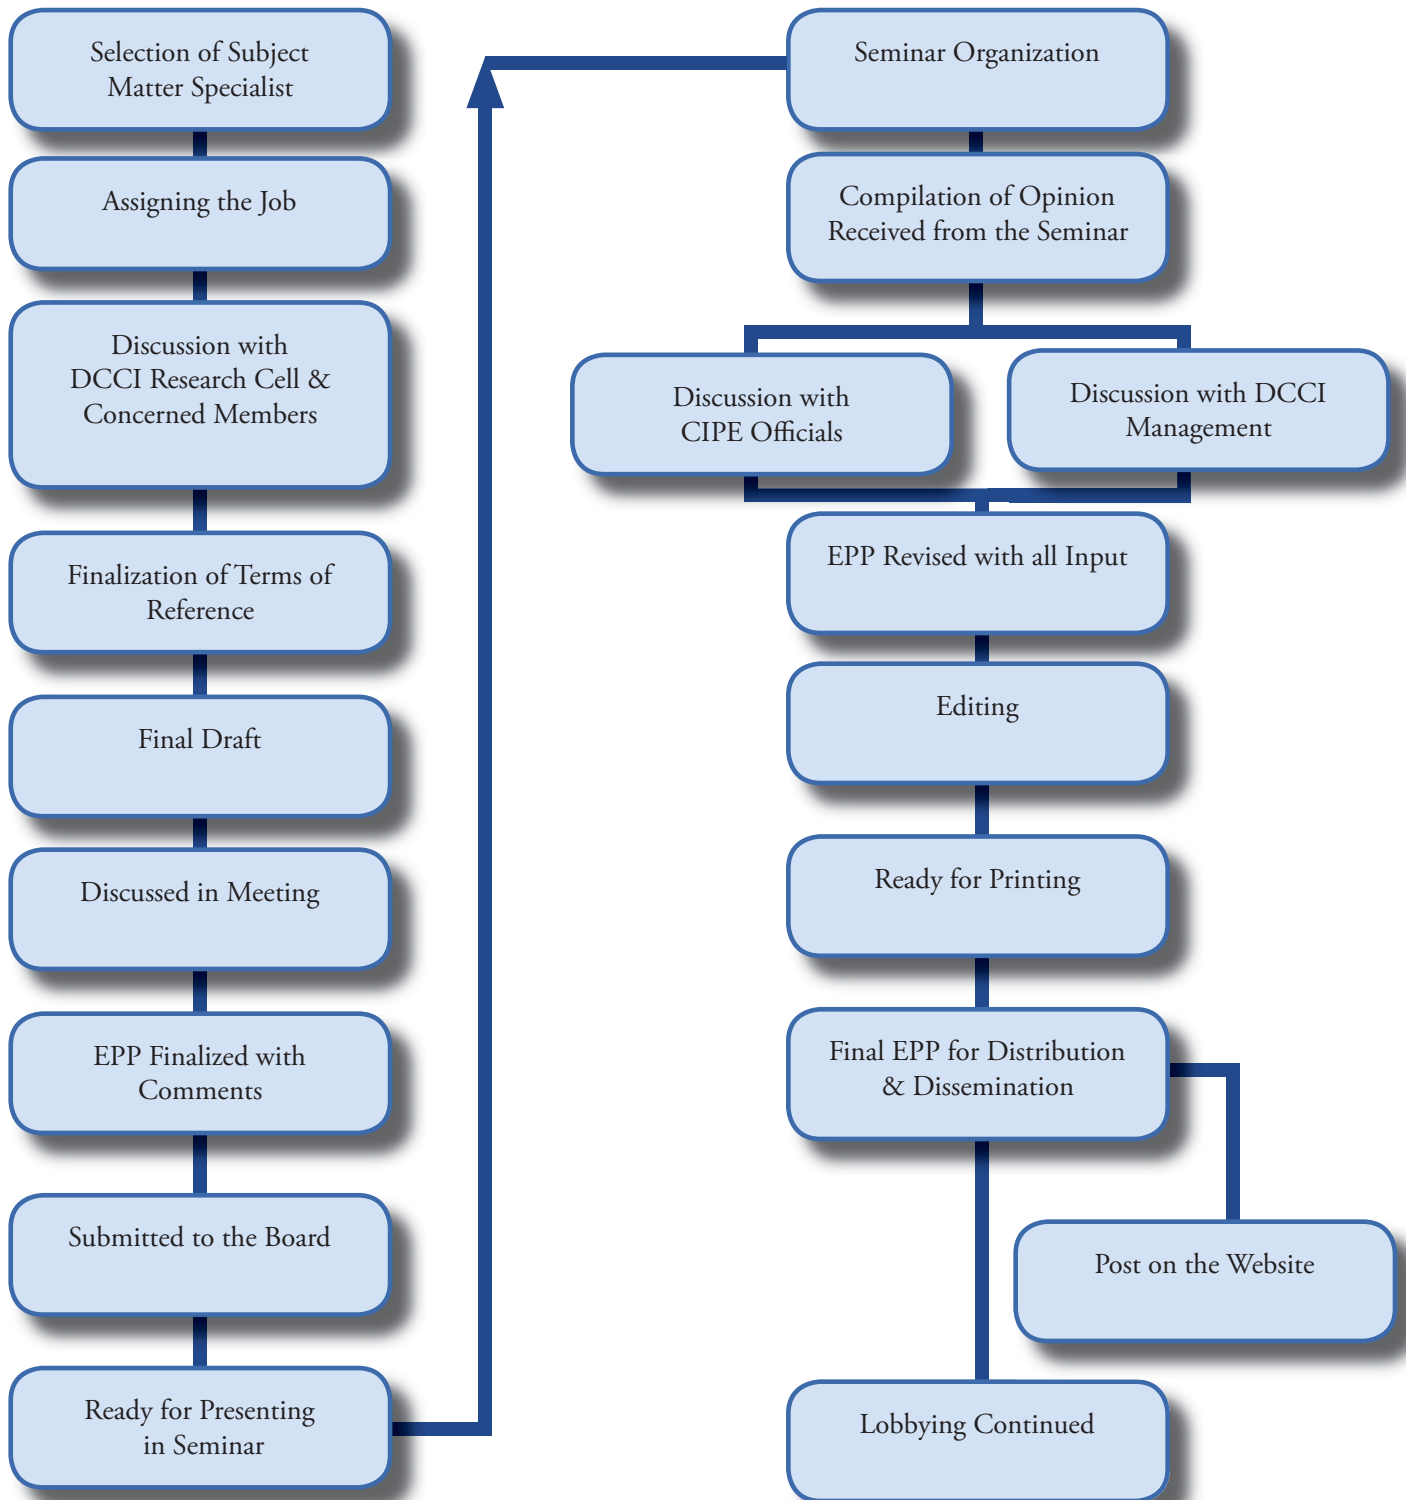 Selection of Subject
Matter Specialist
Assigning the Job
Discussion with
DCCI Research Cell &
Concerned Members
Finalization of Terms of
Reference
Final Draft
Discussed in Meeting
EPP Finalized with
Comments
Submitted to the Board
Ready for Presenting
in Seminar
Seminar Organization
Compilation of Opinion
Received from the Seminar
Discussion with
CIPE Officials
Discussion with DCCI
Management
EPP Revised with all Input
Editing
Ready for Printing
Final EPP for Distribution
& Dissemination
Post on the Website
Lobbying Continued